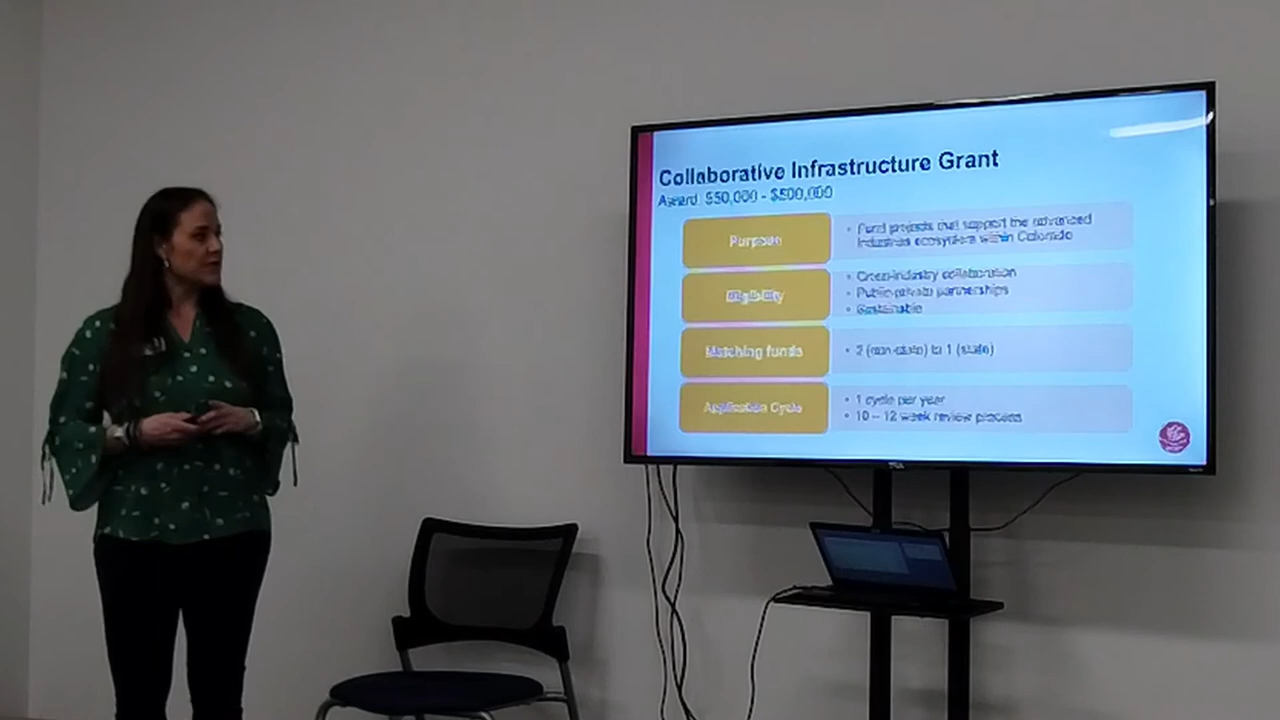 Collaborative Infrastructure Grant
Award: $50,000 - $500,000
Purpose
• Fund projects that support the advanced
industries ecosystem within Colorado
Eligibility
• Cross-industry collaboration
• Public-private partnerships
• Sustainable
Matching funds
• 2 (non-state) to 1 (state)
Application Cycle
• 1 cycle per year
• 10 – 12 week review process
TCL